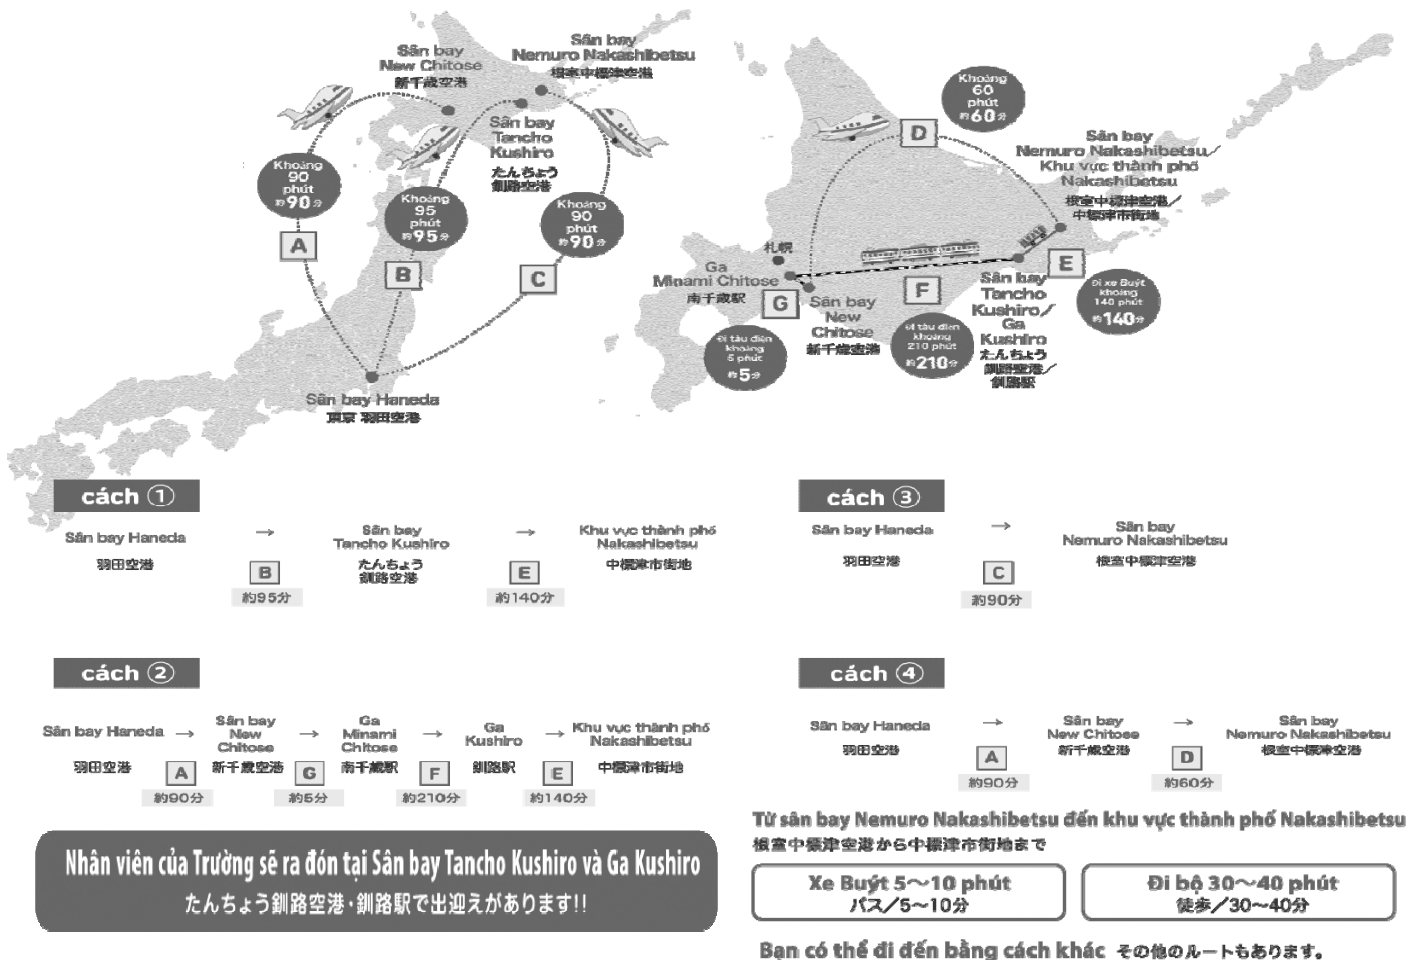 Sân bay
New Chitose
新千歳空港
Sân bay
Nemuro Nakashibetsu
根室中標津空港
Sân bay
Tancho
Kushiro
たんちょう
釧路空港
Khoảng
90
phút
約90分
A
Khoảng
95
phút
約95分
B
Khoảng
90
phút
約90分
C
Sân bay Haneda
東京 羽田空港
Khoảng
60
phút
約60分
D
Sân bay
Nemuro Nakashibetsu/
Khu vực thành phố
Nakashibetsu
根室中標津空港/
中標津市街地
札幌
Ga
Minami Chitose
南千歳駅
G
Sân bay
New
Chitose
新千歳空港
F
Sân bay
Tancho
Kushiro/
Ga
Kushiro
たんちょう
釧路空港/
釧路駅
E
Đi xe Buýt
khoảng
140 phút
約140分
Đi tàu điện
khoảng
5 phút
約5分
Đi tàu điện
khoảng
210 phút
約210分
cách ①
Sân bay Haneda
羽田空港
→
B
約95分
Sân bay
Tancho Kushiro
たんちょう
釧路空港
→
E
約140分
Khu vực thành phố
Nakashibetsu
中標津市街地
cách ②
Sân bay Haneda
羽田空港
→
A
約90分
Sân bay
New
Chitose
新千歳空港
→
G
約5分
Ga
Minami
Chitose
南千歳駅
→
F
約210分
Ga
Kushiro
釧路駅
→
E
約140分
Khu vực thành phố
Nakashibetsu
中標津市街地
Nhân viên của Trường sẽ ra đón tại Sân bay Tancho Kushiro và Ga Kushiro
たんちょう釧路空港・釧路駅で出迎えがあります!!
cách ③
Sân bay Haneda
羽田空港
→
C
約90分
Sân bay
Nemuro Nakashibetsu
根室中標津空港
cách ④
Sân bay Haneda
羽田空港
→
A
約90分
Sân bay
New Chitose
新千歳空港
→
D
約60分
Sân bay
Nemuro Nakashibetsu
根室中標津空港
Từ sân bay Nemuro Nakashibetsu đến khu vực thành phố Nakashibetsu
根室中標津空港から中標津市街地まで
Xe Buýt 5～10 phút
バス/5～10分
Đi bộ 30～40 phút
徒歩/30～40分
Bạn có thể đi đến bằng cách khác その他のルートもあります。